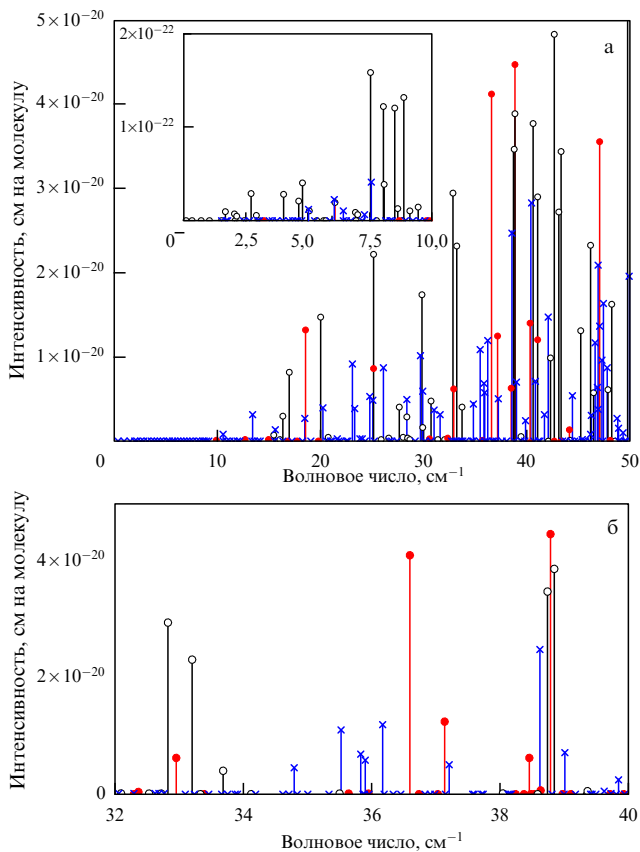 5×10⁻²⁰
4×10⁻²⁰
3×10⁻²⁰
2×10⁻²⁰
1×10⁻²⁰
Интенсивность, см на молекулу
а
2×10⁻²²
1×10⁻²²
0 2,5 5,0 7,5 10,0
0 10 20 30 40 50
Волновое число, см⁻¹
б
4×10⁻²⁰
2×10⁻²⁰
0
Интенсивность, см на молекулу
32 34 36 38 40
Волновое число, см⁻¹